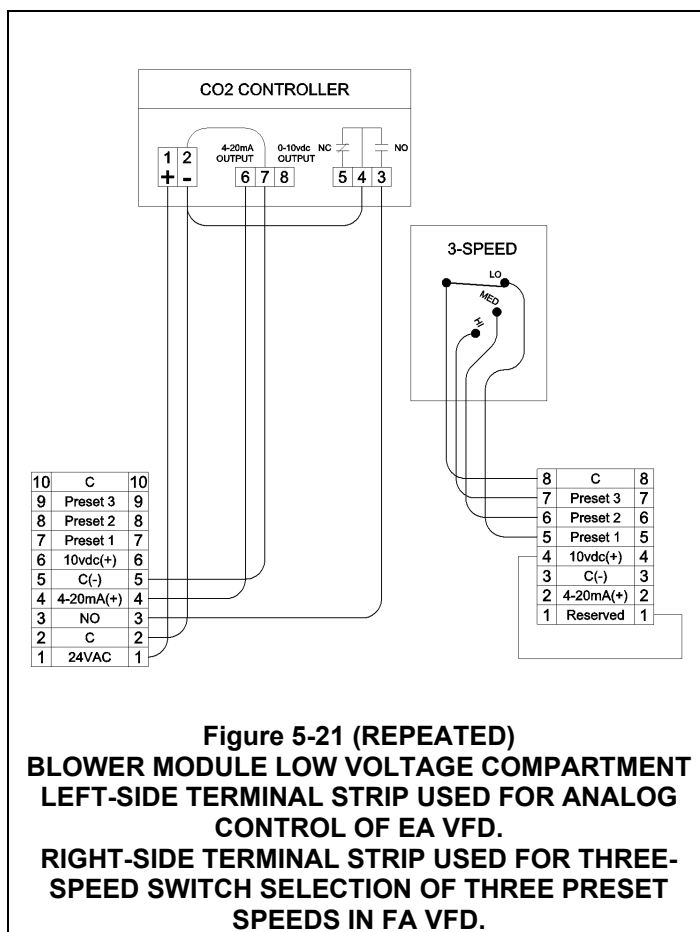 CO2 CONTROLLER
4-20mA OUTPUT
0-10vdc OUTPUT
NC
NO
1 2
+ -
6 7 8
5 4 3
3-SPEED
LO
MED
HI
10 C 10
9 Preset 3 9
8 Preset 2 8
7 Preset 1 7
6 10vdc(+) 6
5 C(-) 5
4 4-20mA(+) 4
3 NO 3
2 C 2
1 24VAC 1
8 C 8
7 Preset 3 7
6 Preset 2 6
5 Preset 1 5
4 10vdc(+) 4
3 C(-) 3
2 4-20mA(+) 2
1 Reserved 1
Figure 5-21 (REPEATED)
BLOWER MODULE LOW VOLTAGE COMPARTMENT
LEFT-SIDE TERMINAL STRIP USED FOR ANALOG
CONTROL OF EA VFD.
RIGHT-SIDE TERMINAL STRIP USED FOR THREE-
SPEED SWITCH SELECTION OF THREE PRESET
SPEEDS IN FA VFD.